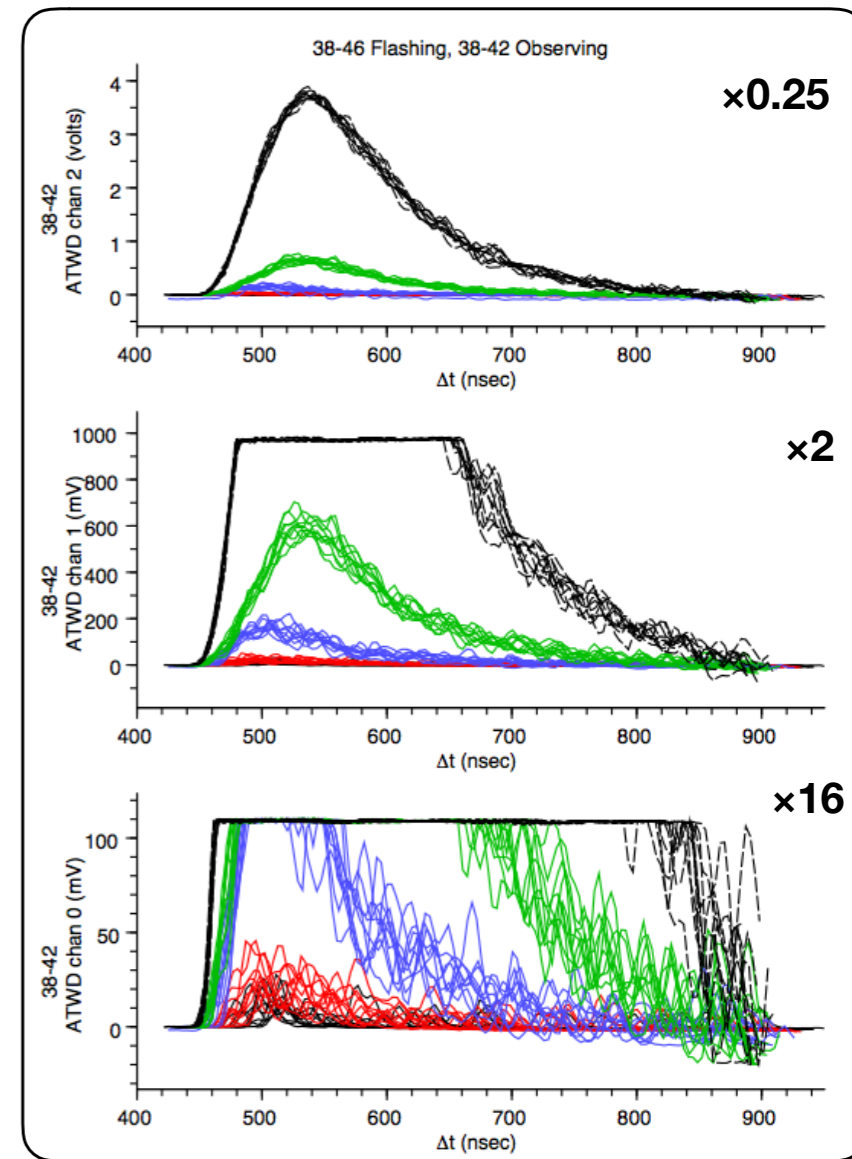 38-46 Flashing, 38-42 Observing
×0.25
38-42
ATWD chan 2 (volts)
4
3
2
1
0
400 500 600 700 800 900
Δt (nsec)
×2
38-42
ATWD chan 1 (mV)
1000
800
600
400
200
0
400 500 600 700 800 900
Δt (nsec)
×16
38-42
ATWD chan 0 (mV)
100
50
0
400 500 600 700 800 900
Δt (nsec)